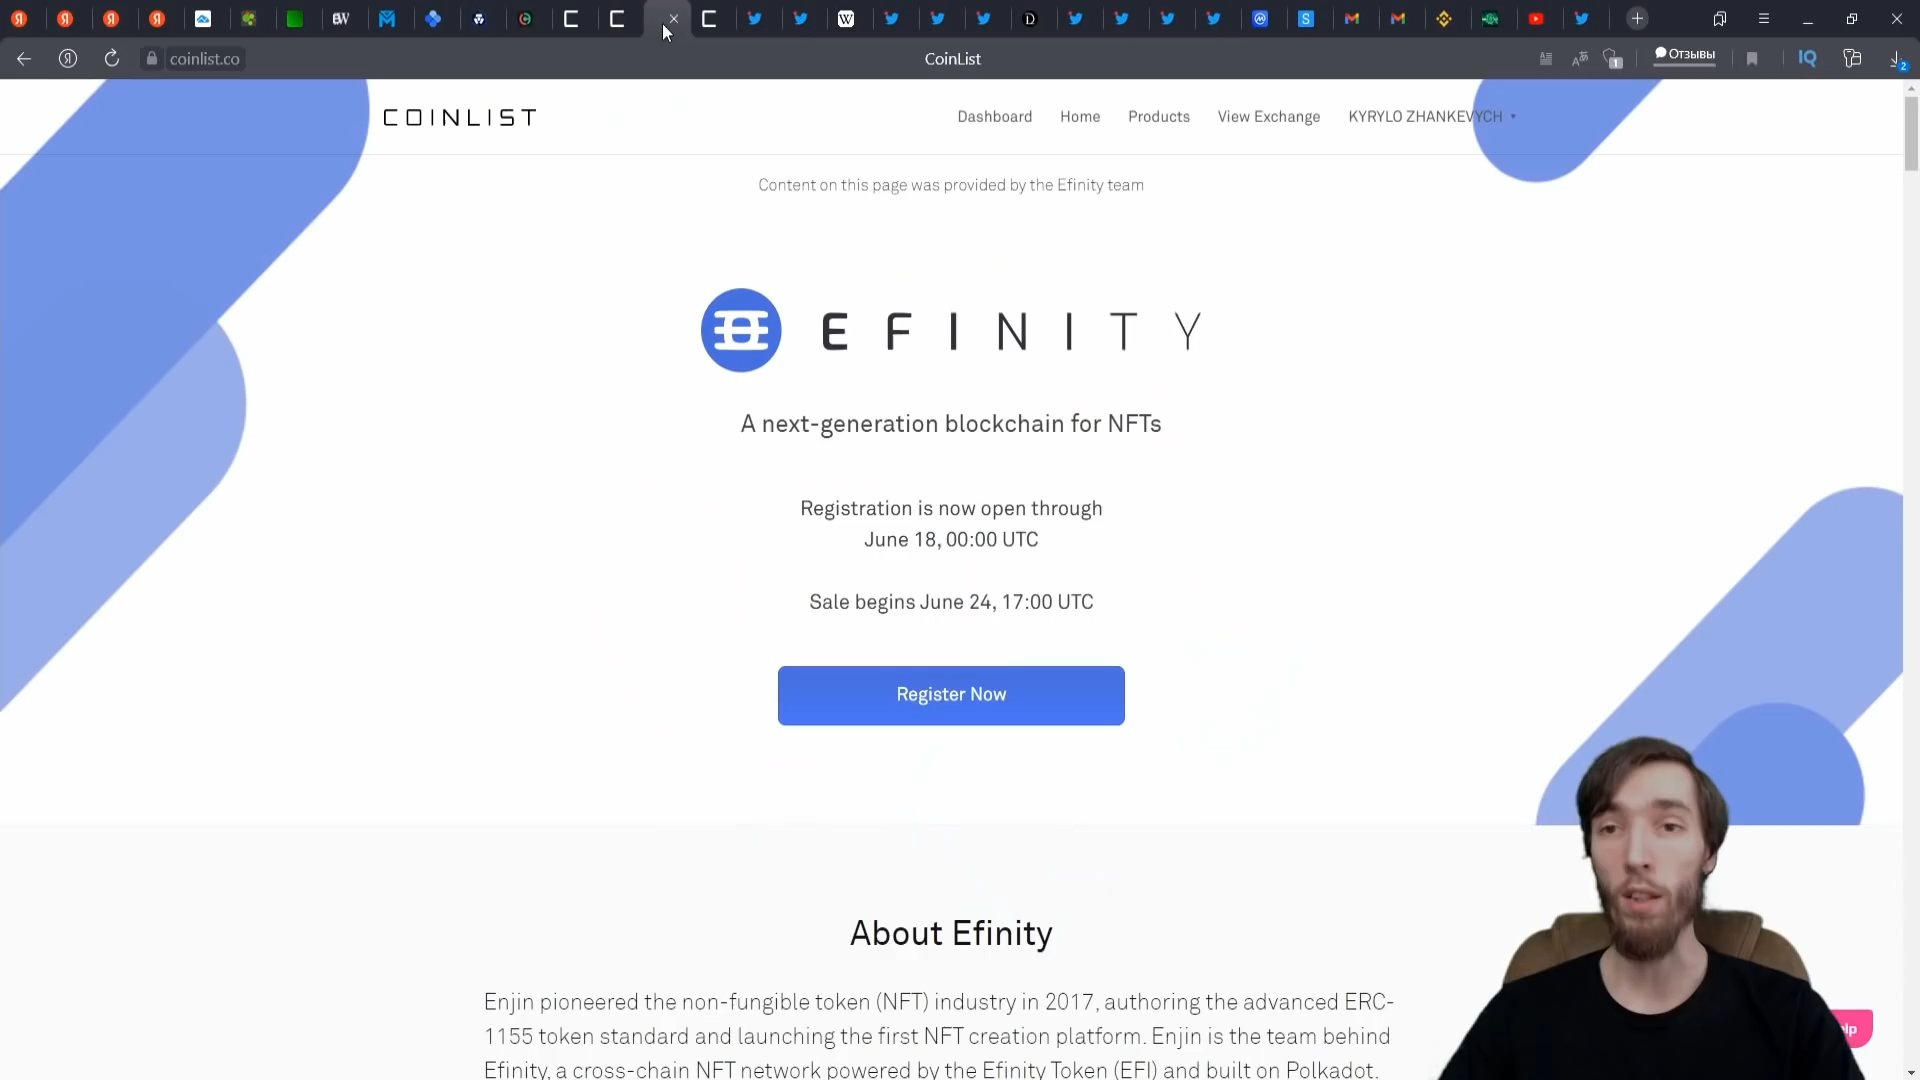 coinlist.co
CoinList
1
Отзывы
IQ
2
COINLIST
Dashboard
Home
Products
View Exchange
KYRYLO ZHANKEVYCH
Content on this page was provided by the Efinity team
EFINITY
A next-generation blockchain for NFTs
Registration is now open through
June 18, 00:00 UTC
Sale begins June 24, 17:00 UTC
Register Now
About Efinity
Enjin pioneered the non-fungible token (NFT) industry in 2017, authoring the advanced ERC-
1155 token standard and launching the first NFT creation platform. Enjin is the team behind
Efinity, a cross-chain NFT network powered by the Efinity Token (EFI) and built on Polkadot.